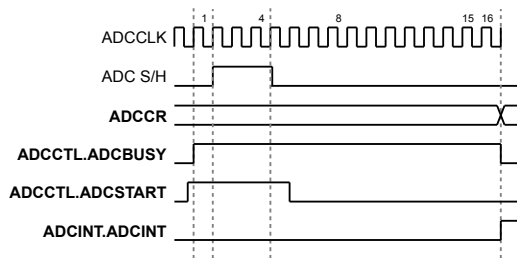 1 4 8 15 16
ADCCLK
ADC S/H
ADCCR
ADCCTL.ADCBUSY
ADCCTL.ADCSTART
ADCINT.ADCINT